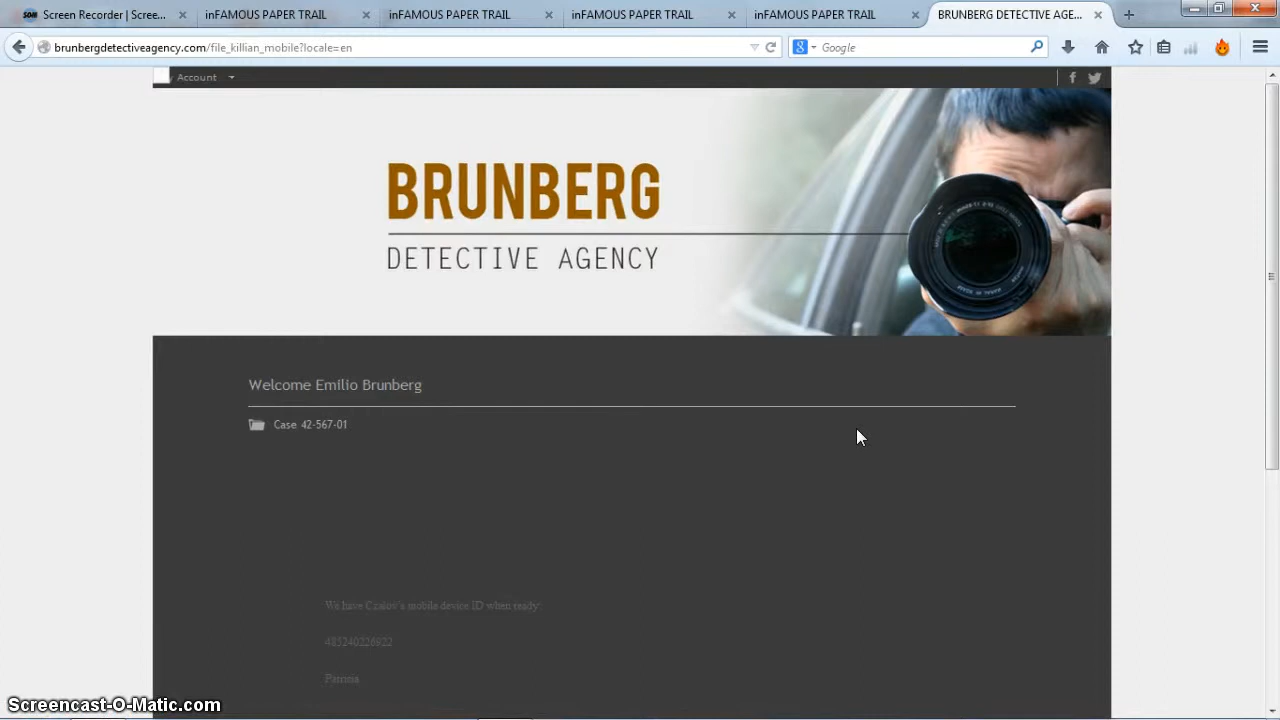 Screen Recorder | Scree...
inFAMOUS PAPER TRAIL
inFAMOUS PAPER TRAIL
inFAMOUS PAPER TRAIL
inFAMOUS PAPER TRAIL
BRUNBERG DETECTIVE AGE...
brunbergdetectiveagency.com/file_killian_mobile?locale=en
Google
Account
BRUNBERG
DETECTIVE AGENCY
Welcome Emilio Brunberg
Case 42-567-01
We have Czalov's mobile device ID when ready:
485240226922
Patricia
Screencast-O-Matic.com